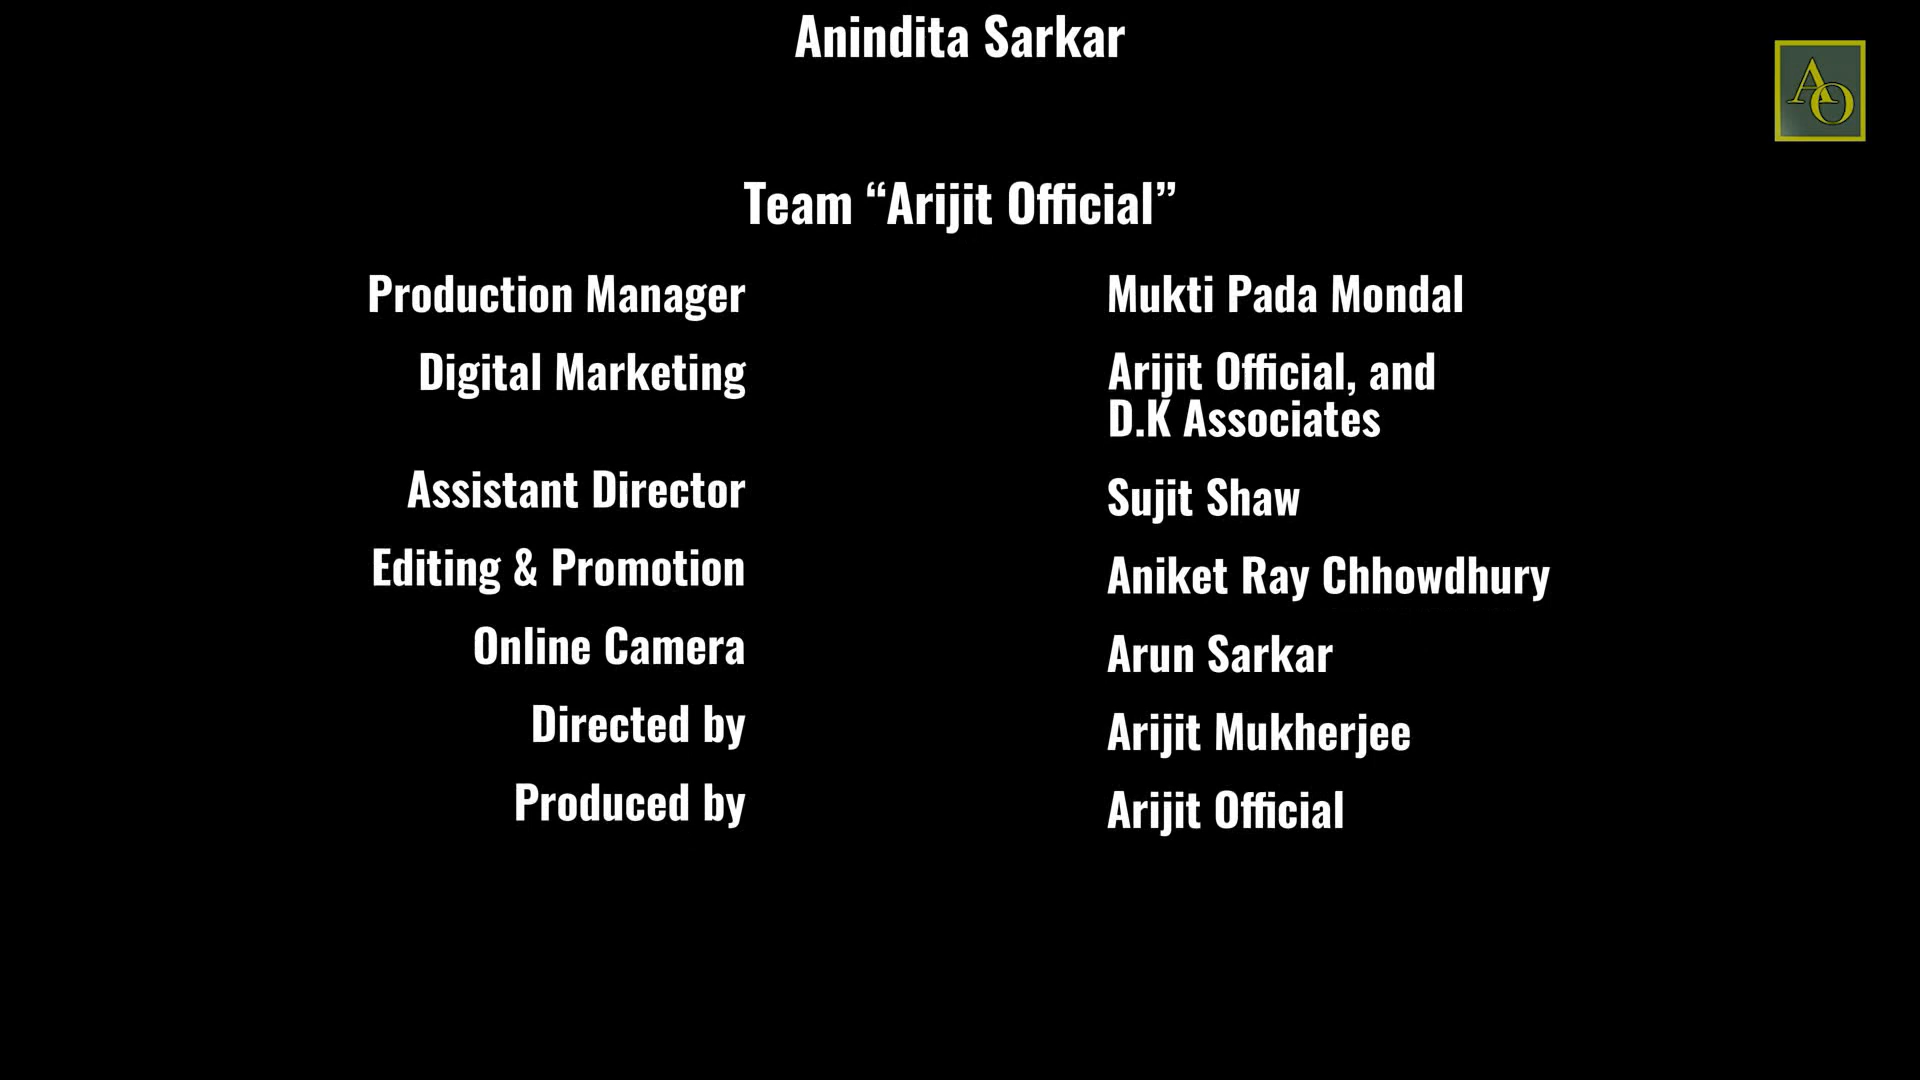 Anindita Sarkar
AO
Team “Arijit Official”
Production Manager Mukti Pada Mondal
Digital Marketing Arijit Official, and
D.K Associates
Assistant Director Sujit Shaw
Editing & Promotion Aniket Ray Chhowdhury
Online Camera Arun Sarkar
Directed by Arijit Mukherjee
Produced by Arijit Official